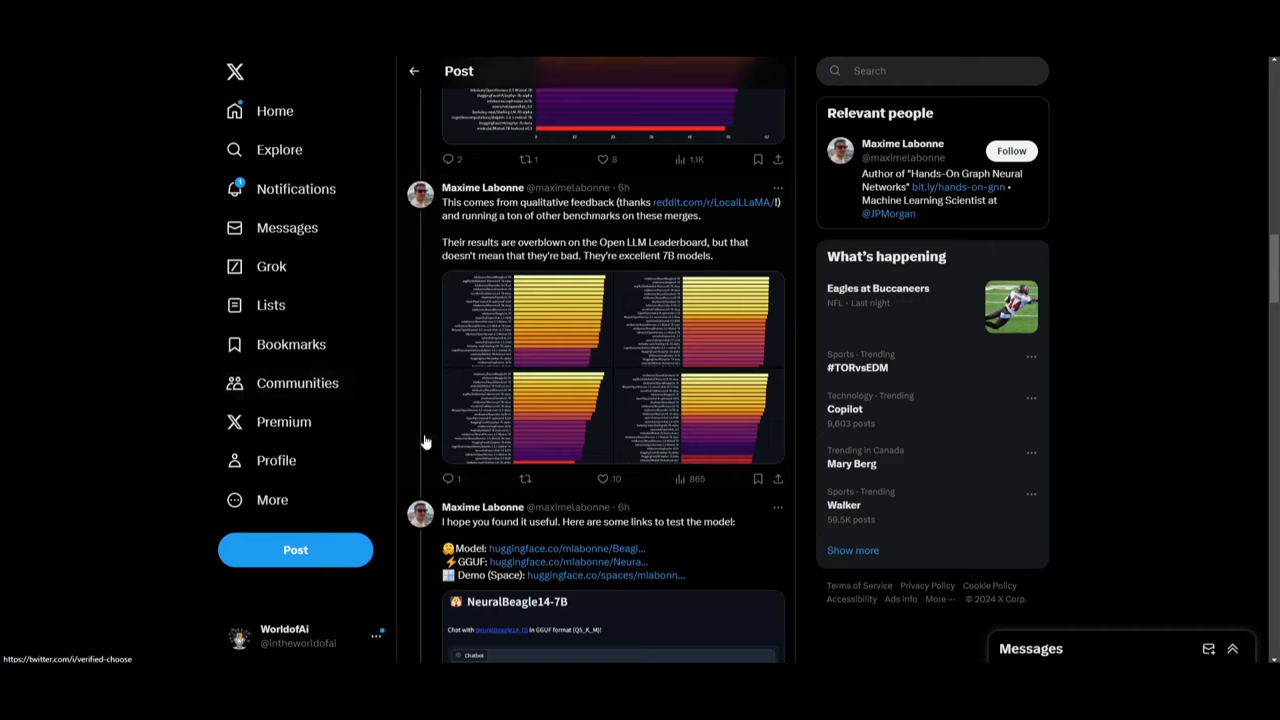 Home
Explore
1
Notifications
Messages
Grok
Lists
Bookmarks
Communities
Premium
Profile
More
Post
WorldofAi
@intheworldofai
https://twitter.com/i/verified-choose
Post
2
1
8
1.1K
Maxime Labonne @maximelabonne · 6h
This comes from qualitative feedback (thanks reddit.com/r/LocalLLaMA/!)
and running a ton of other benchmarks on these merges.
Their results are overblown on the Open LLM Leaderboard, but that
doesn't mean that they're bad. They're excellent 7B models.
1
10
865
Maxime Labonne @maximelabonne · 6h
I hope you found it useful. Here are some links to test the model:
Model: huggingface.co/mlabonne/Beagl…
GGUF: huggingface.co/mlabonne/Neura…
Demo (Space): huggingface.co/spaces/mlabonn…
NeuralBeagle14-7B
Chat with NeuralBeagle14-7B in GGUF format (Q5_K_M)!
Chatbot
Search
Relevant people
Maxime Labonne
@maximelabonne
Follow
Author of "Hands-On Graph Neural
Networks" bit.ly/hands-on-gnn •
Machine Learning Scientist at
@JPMorgan
What's happening
Eagles at Buccaneers
NFL · Last night
Sports · Trending
#TORvsEDM
Technology · Trending
Copilot
9,603 posts
Trending in Canada
Mary Berg
Sports · Trending
Walker
59.5K posts
Show more
Terms of Service Privacy Policy Cookie Policy
Accessibility Ads info More ··· © 2024 X Corp.
Messages